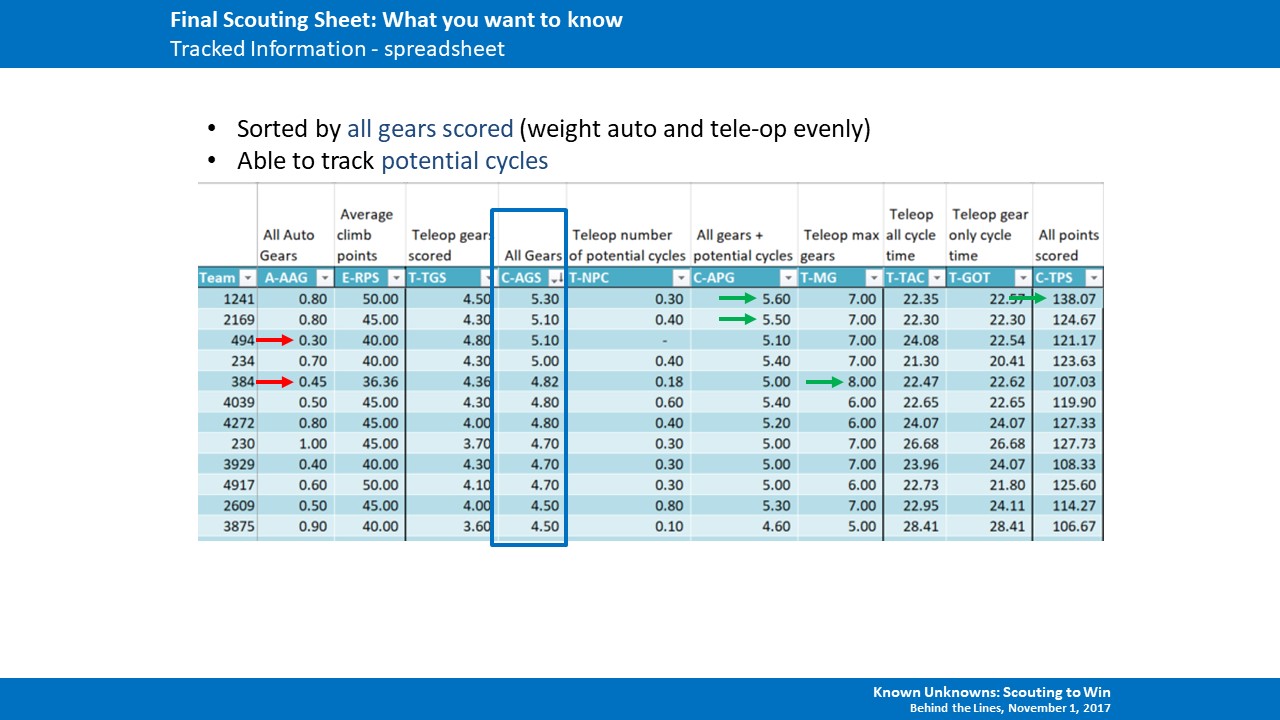 Final Scouting Sheet: What you want to know
Tracked Information - spreadsheet
• Sorted by all gears scored (weight auto and tele-op evenly)
• Able to track potential cycles
Average Teleop Teleop gear
All Auto climb Teleop gears Teleop number All gears + Teleop max all cycle only cycle All points
Gears points scored All Gears of potential cycles potential cycles gears time time scored
Team A-AAG E-RPS T-TGS C-AGS T-NPC C-APG T-MG T-TAC T-GOT C-TPS
1241 0.80 50.00 4.50 5.30 0.30 5.60 7.00 22.35 22.57 138.07
2169 0.80 45.00 4.30 5.10 0.40 5.50 7.00 22.30 22.30 124.67
494 0.30 40.00 4.80 5.10 - 5.10 7.00 24.08 22.54 121.17
234 0.70 40.00 4.30 5.00 0.40 5.40 7.00 21.30 20.41 123.63
384 0.45 36.36 4.36 4.82 0.18 5.00 8.00 22.47 22.62 107.03
4039 0.50 45.00 4.30 4.80 0.60 5.40 6.00 22.65 22.65 119.90
4272 0.80 45.00 4.00 4.80 0.40 5.20 6.00 24.07 24.07 127.33
230 1.00 45.00 3.70 4.70 0.30 5.00 7.00 26.68 26.68 127.73
3929 0.40 40.00 4.30 4.70 0.30 5.00 7.00 23.96 24.07 108.33
4917 0.60 50.00 4.10 4.70 0.30 5.00 6.00 22.73 21.80 125.60
2609 0.50 45.00 4.00 4.50 0.80 5.30 7.00 22.95 24.11 114.27
3875 0.90 40.00 3.60 4.50 0.10 4.60 5.00 28.41 28.41 106.67
Known Unknowns: Scouting to Win
Behind the Lines, November 1, 2017